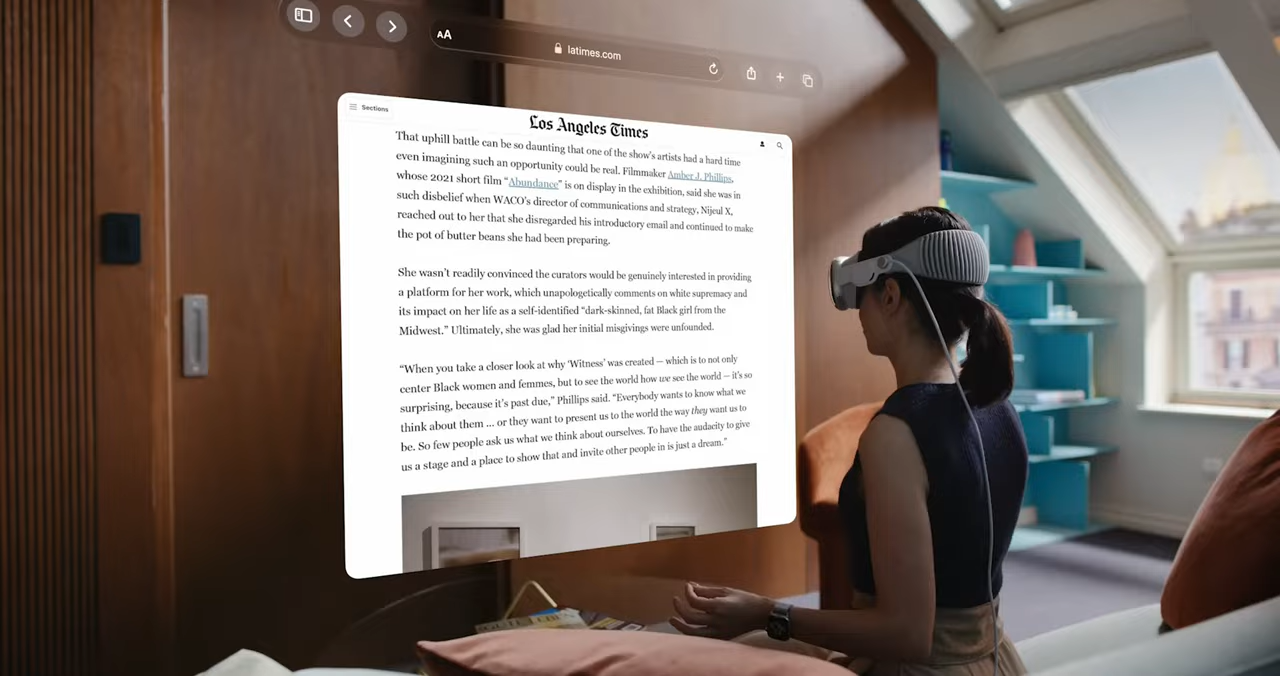 AA
latimes.com
Sections
Los Angeles Times
That uphill battle can be so daunting that one of the show's artists had a hard time
even imagining such an opportunity could be real. Filmmaker Amber J. Phillips,
whose 2021 short film “Abundance” is on display in the exhibition, said she was in
such disbelief when WACO's director of communications and strategy, Nijeul X,
reached out to her that she disregarded his introductory email and continued to make
the pot of butter beans she had been preparing.
She wasn't readily convinced the curators would be genuinely interested in providing
a platform for her work, which unapologetically comments on white supremacy and
its impact on her life as a self-identified “dark-skinned, fat Black girl from the
Midwest.” Ultimately, she was glad her initial misgivings were unfounded.
“When you take a closer look at why ‘Witness’ was created — which is to not only
center Black women and femmes, but to see the world how we see the world — it's so
surprising, because it's past due,” Phillips said. “Everybody wants to know what we
think about them ... or they want to present us to the world the way they want us to
be. So few people ask us what we think about ourselves. To have the audacity to give
us a stage and a place to show that and invite other people in is just a dream.”